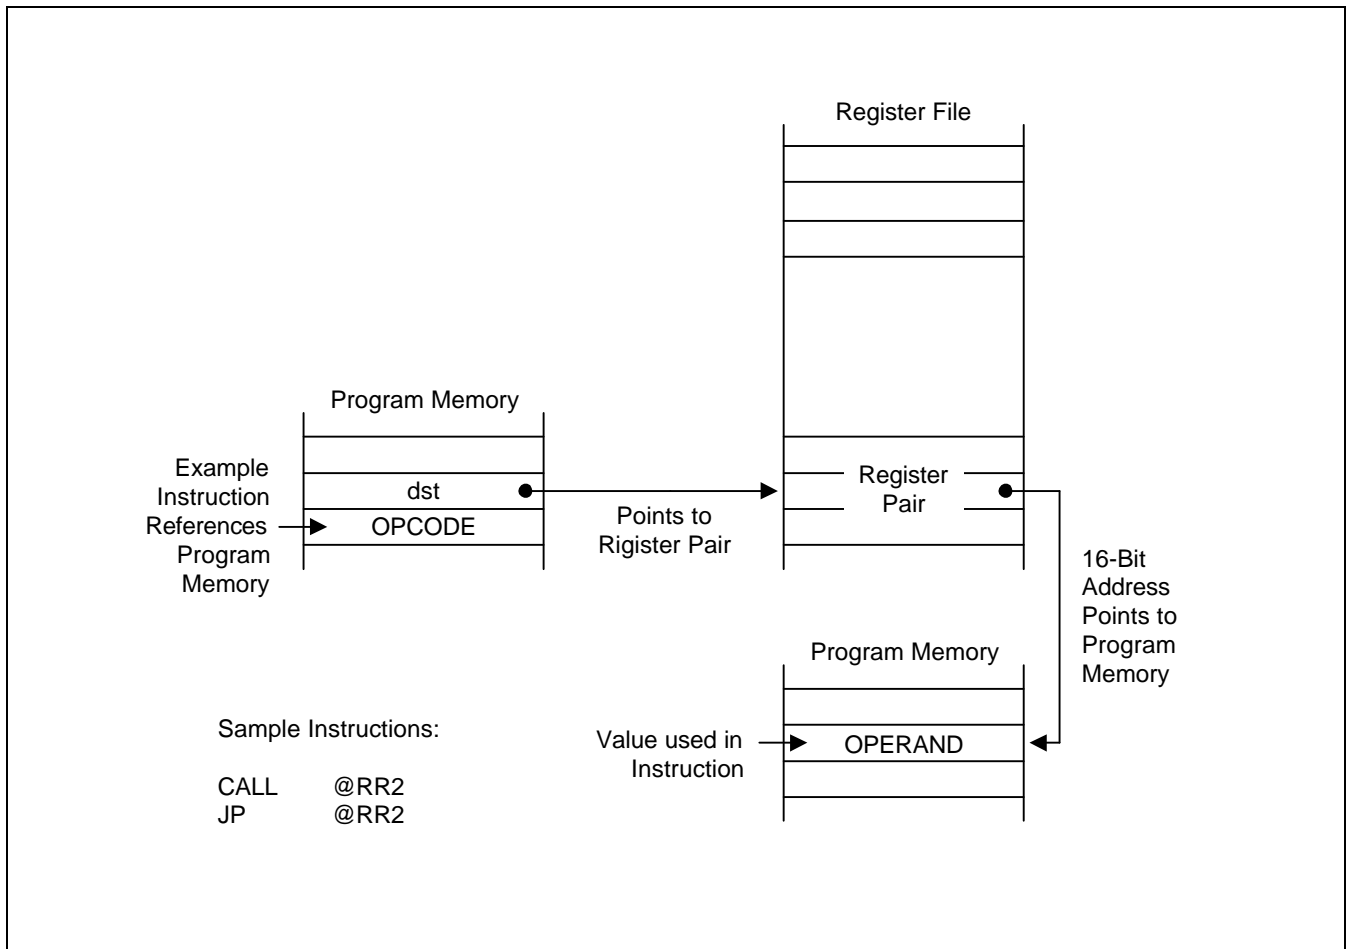 Register File
Program Memory
Example
Instruction
References
Program
Memory
dst
OPCODE
Points to
Rigister Pair
Register
Pair
16-Bit
Address
Points to
Program
Memory
Program Memory
Sample Instructions:
CALL @RR2
JP @RR2
Value used in
Instruction
OPERAND